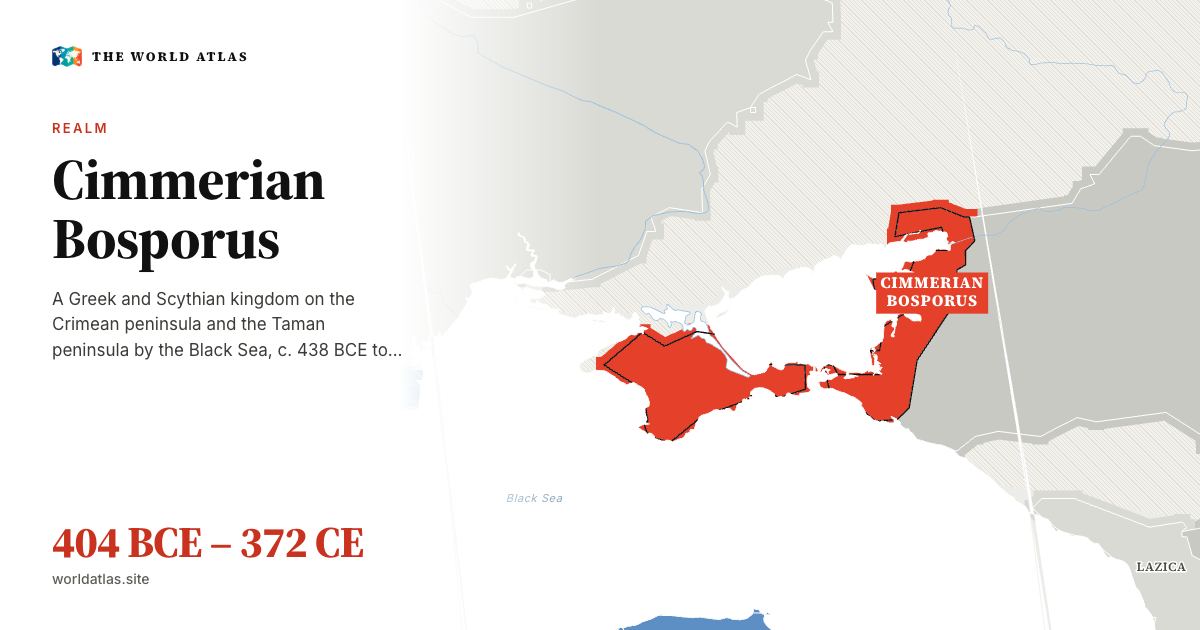 THE WORLD ATLAS
REALM
Cimmerian
Bosporus
A Greek and Scythian kingdom on the
Crimean peninsula and the Taman
peninsula by the Black Sea, c. 438 BCE to…
404 BCE – 372 CE
worldatlas.site
CIMMERIAN
BOSPORUS
Black Sea
LAZICA